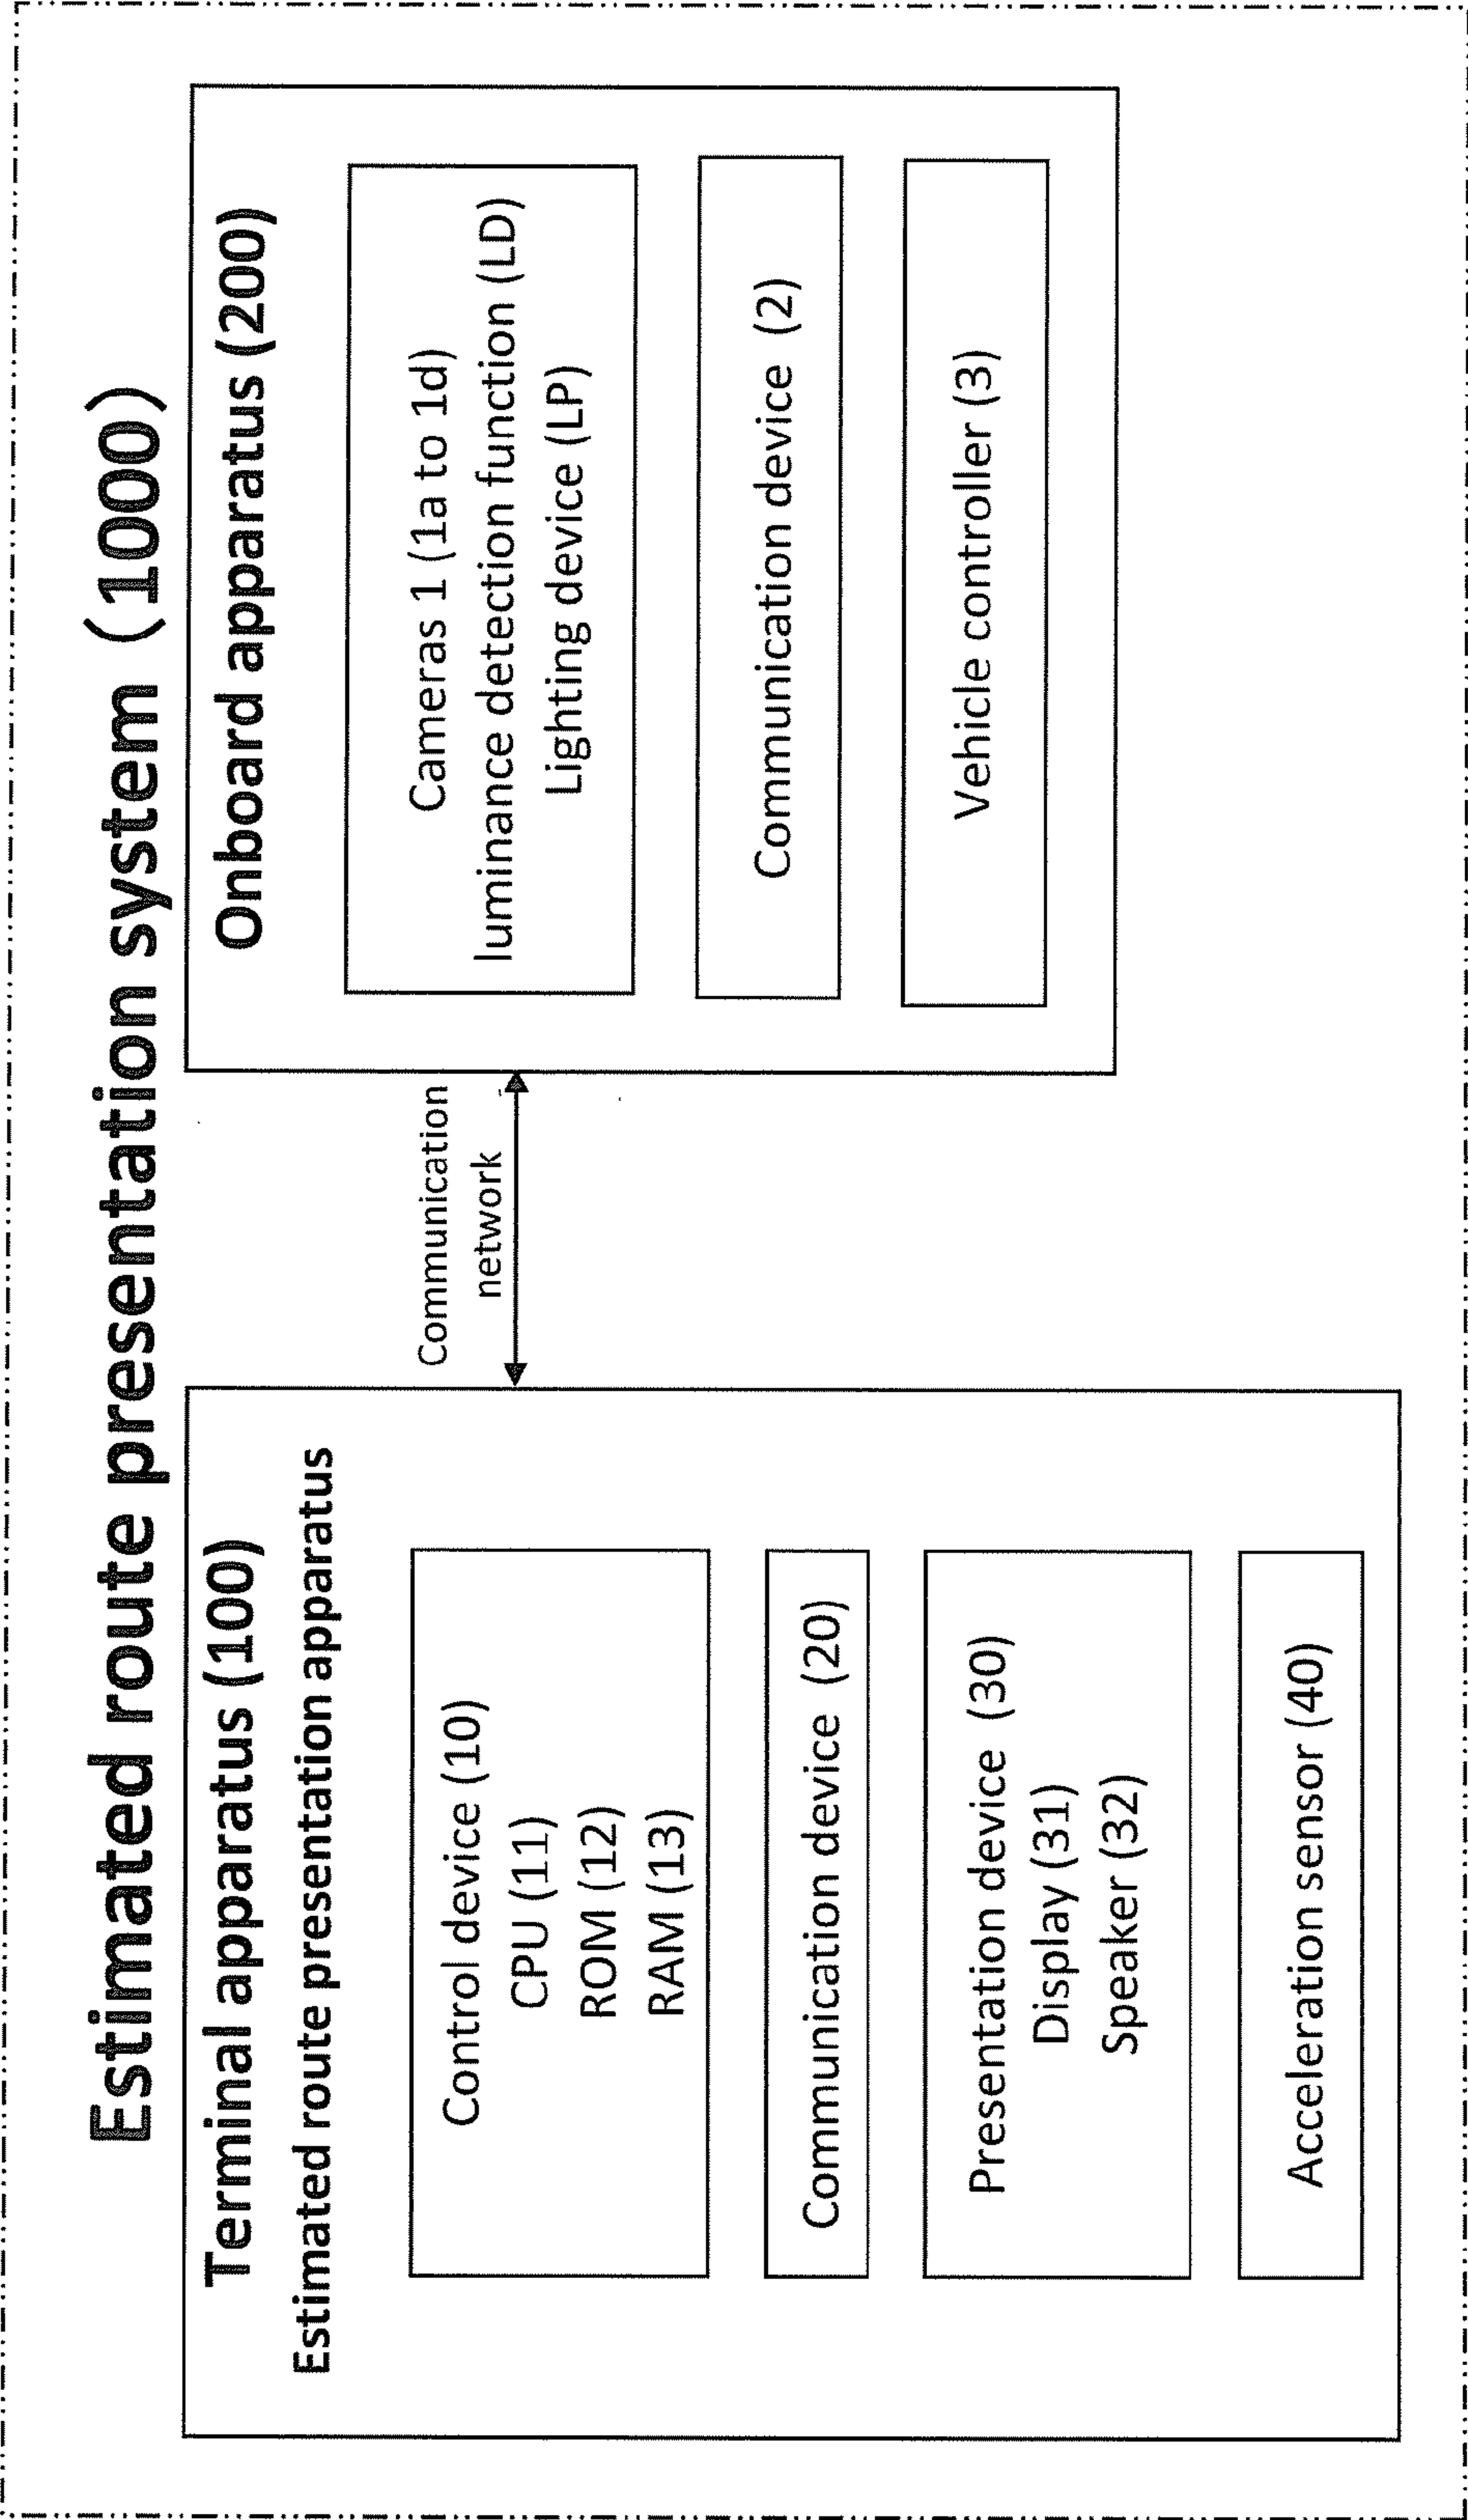 Estimated route presentation system (1000)
Terminal apparatus (100)
Estimated route presentation apparatus
Control device (10)
CPU (11)
ROM (12)
RAM (13)
Communication device (20)
Presentation device (30)
Display (31)
Speaker (32)
Acceleration sensor (40)
Communication
network
Onboard apparatus (200)
Cameras 1 (1a to 1d)
luminance detection function (LD)
Lighting device (LP)
Communication device (2)
Vehicle controller (3)